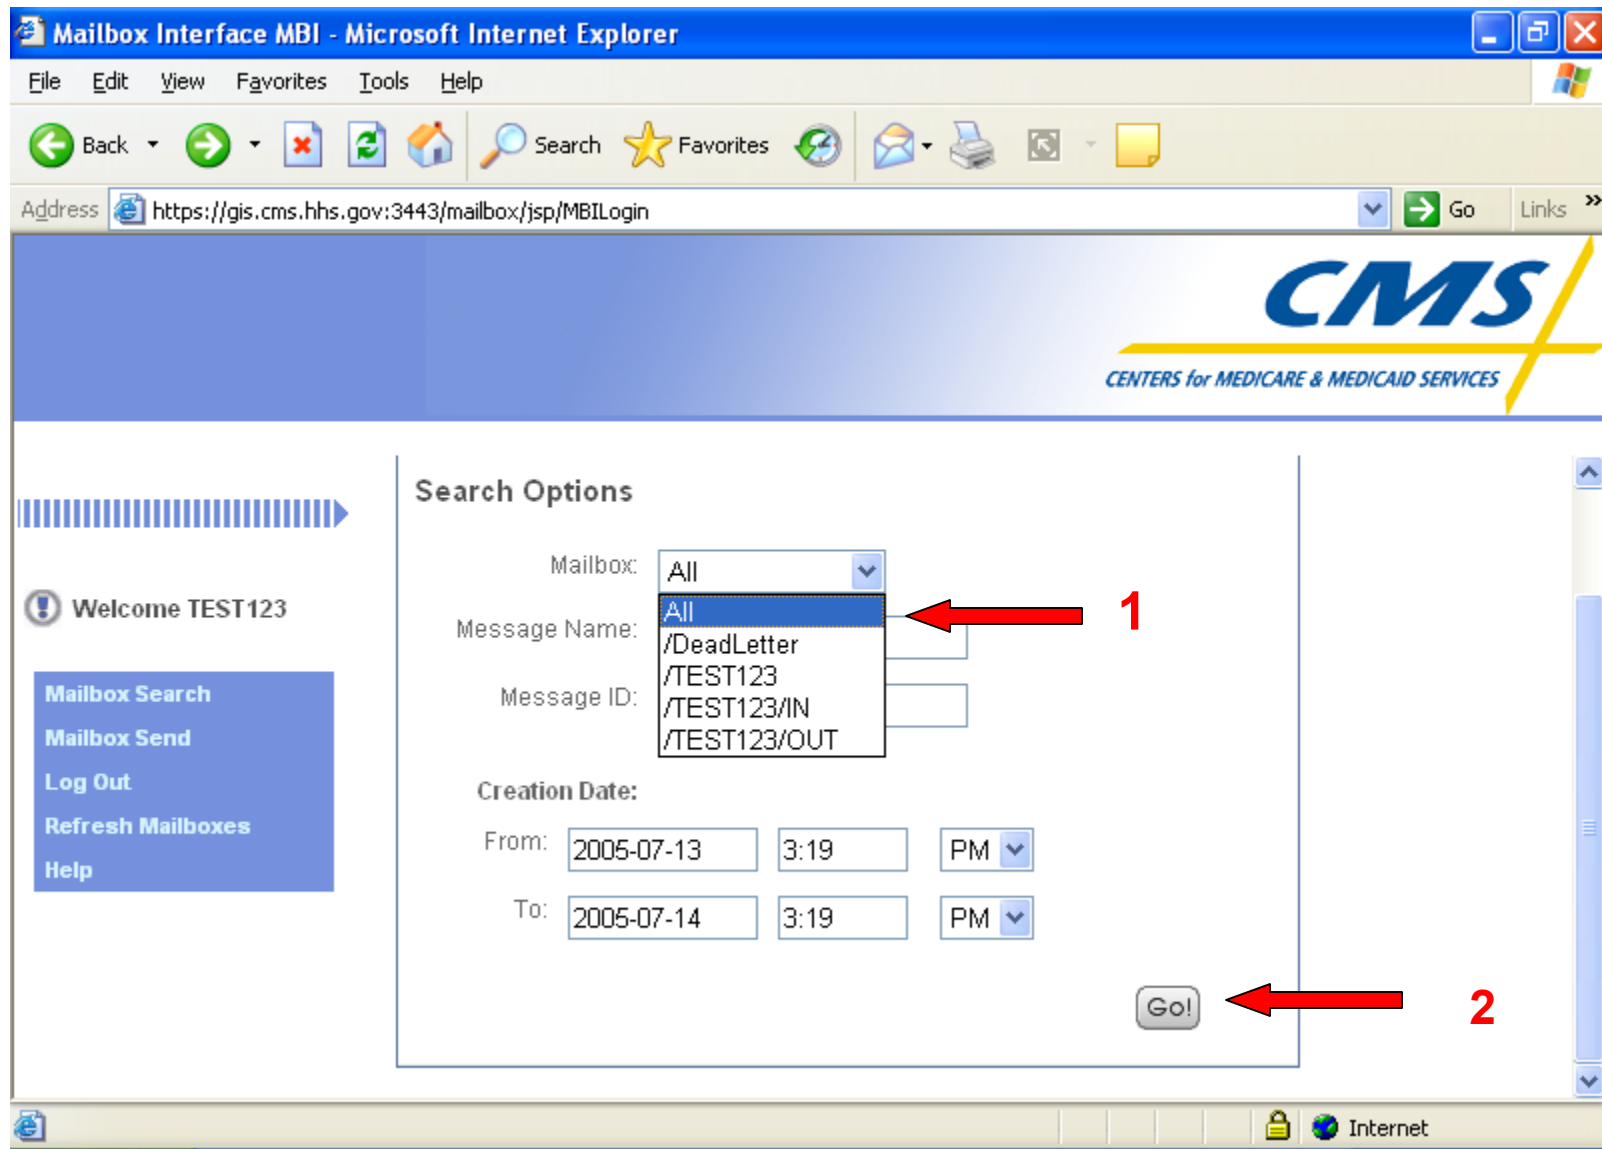 Mailbox Interface MBI - Microsoft Internet Explorer
File Edit View Favorites Tools Help
Back Search Favorites
Address https://gis.cms.hhs.gov:3443/mailbox/jsp/MBILogin Go Links »
CMS
CENTERS for MEDICARE & MEDICAID SERVICES
Search Options
Mailbox: All
All
/DeadLetter
/TEST123
/TEST123/IN
/TEST123/OUT
1
Message Name:
Message ID:
Welcome TEST123
Mailbox Search
Mailbox Send
Log Out
Refresh Mailboxes
Help
Creation Date:
From: 2005-07-13 3:19 PM
To: 2005-07-14 3:19 PM
Go! 2
Internet